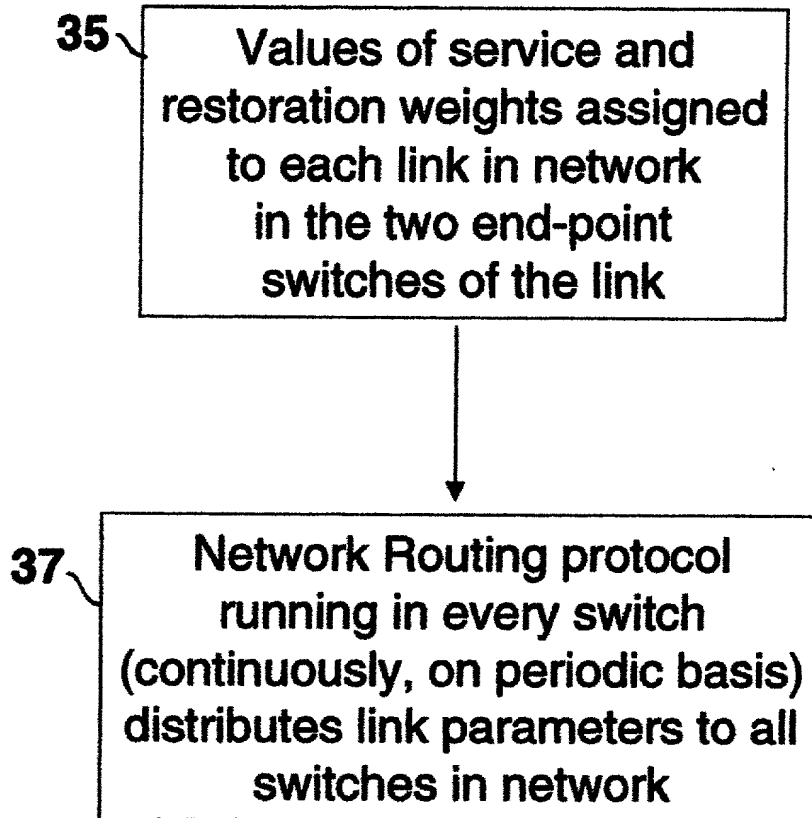 35
Values of service and
restoration weights assigned
to each link in network
in the two end-point
switches of the link
37
Network Routing protocol
running in every switch
(continuously, on periodic basis)
distributes link parameters to all
switches in network